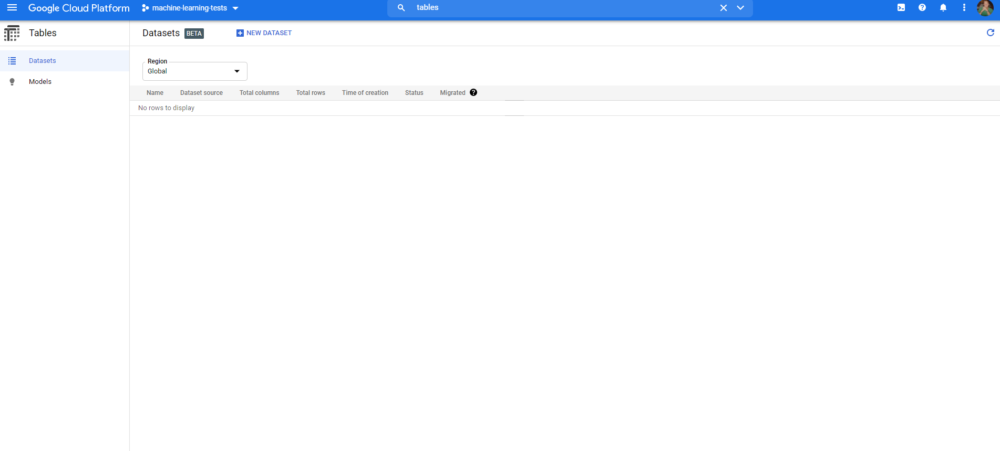 Google Cloud Platform machine-learning-tests tables
Tables
Datasets BETA NEW DATASET
Datasets
Models
Region
Global
Name Dataset source Total columns Total rows Time of creation Status Migrated ?
No rows to display